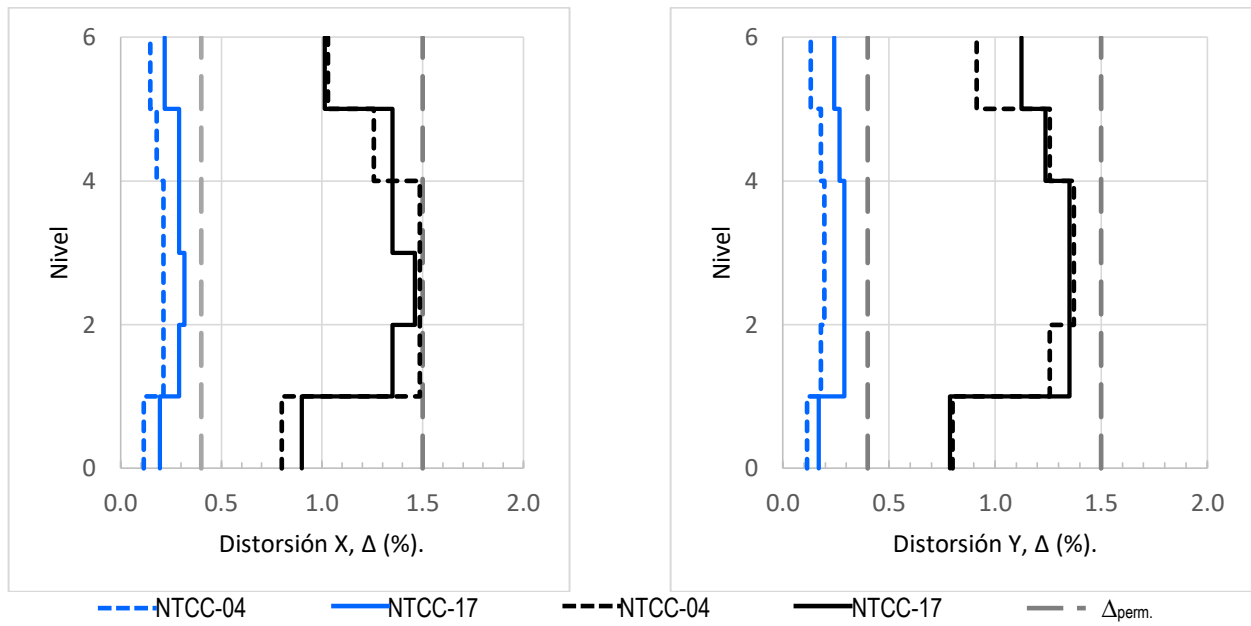 6
4
2
0
Nivel
0.0 0.5 1.0 1.5 2.0
Distorsión X, Δ (%).
6
4
2
0
Nivel
0.0 0.5 1.0 1.5 2.0
Distorsión Y, Δ (%).
NTCC-04 NTCC-17 NTCC-04 NTCC-17 Δperm.